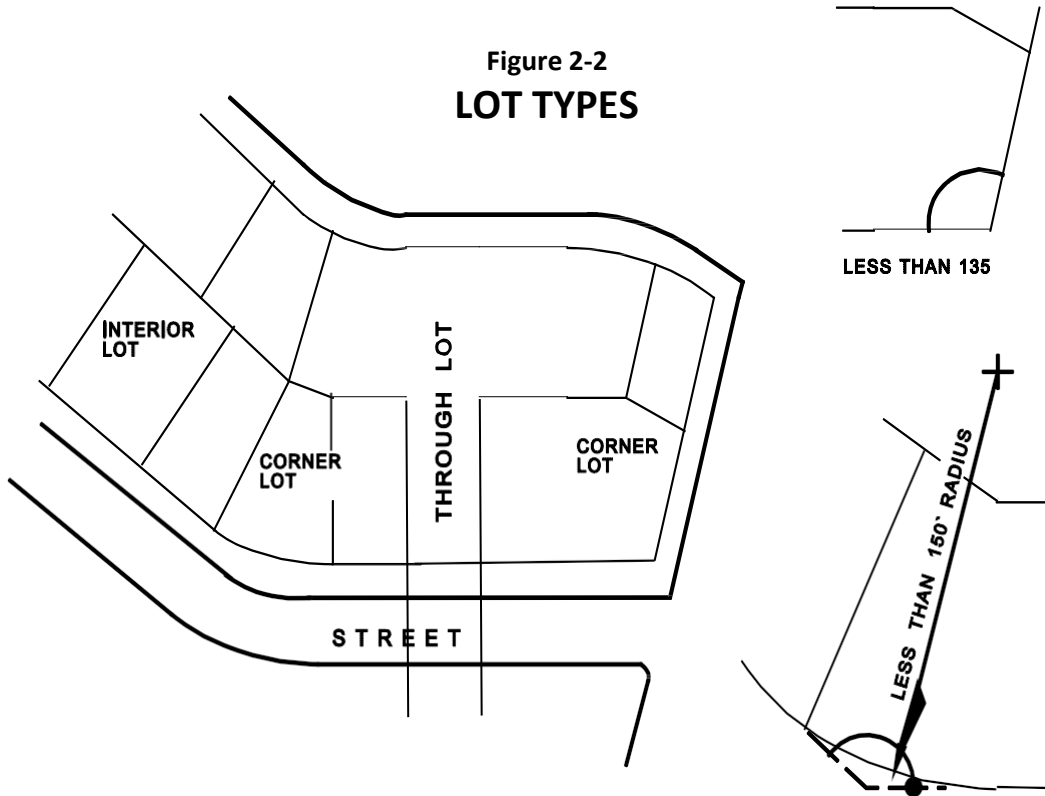 Figure 2-2
LOT TYPES
LESS THAN 135
INTERIOR
LOT
THROUGH LOT
CORNER
LOT
CORNER
LOT
LESS THAN 150` RADIUS
STREET